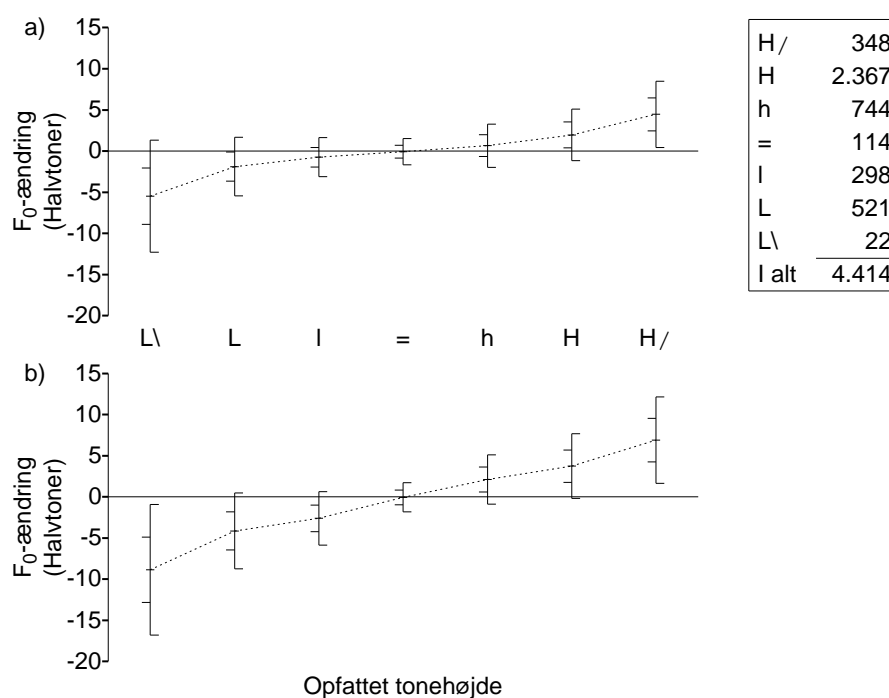 a)
15
10
5
0
-5
-10
-15
-20
F0-ændring
(Halvtoner)
L\ L l = h H H/
b)
15
10
5
0
-5
-10
-15
-20
F0-ændring
(Halvtoner)
Opfattet tonehøjde
H/ 348
H 2.367
h 744
= 114
l 298
L 521
L\ 22
I alt 4.414